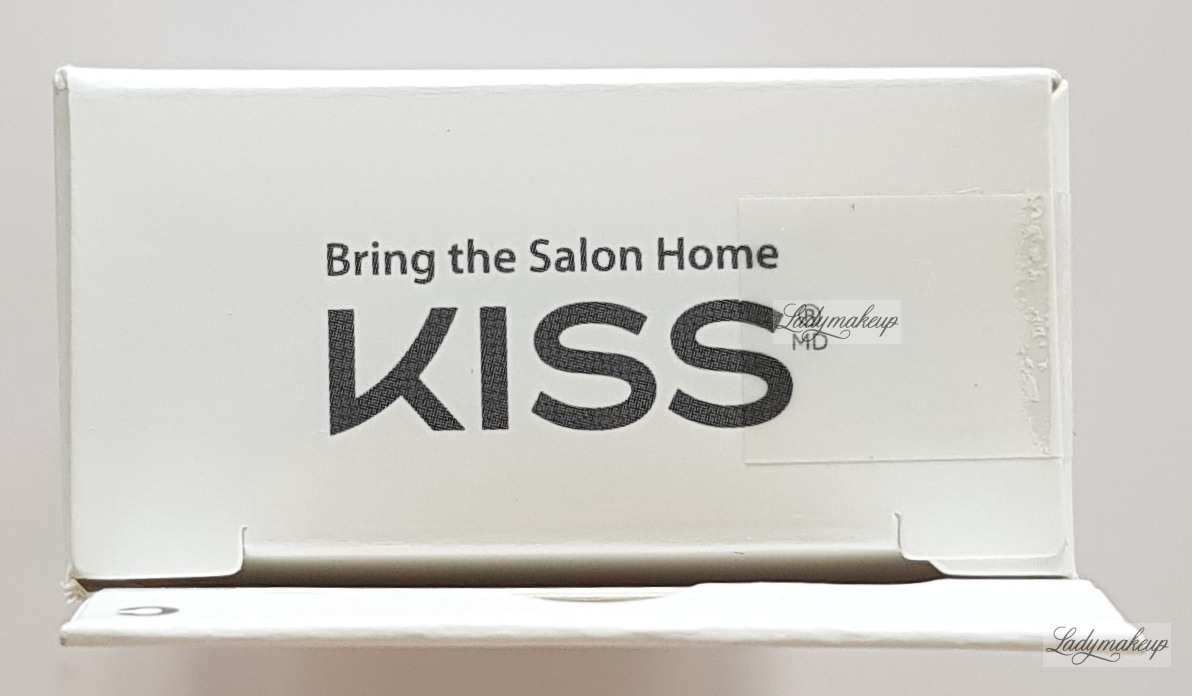 Bring the Salon Home
KISS®
MD
Ladymakeup
Ladymakeup